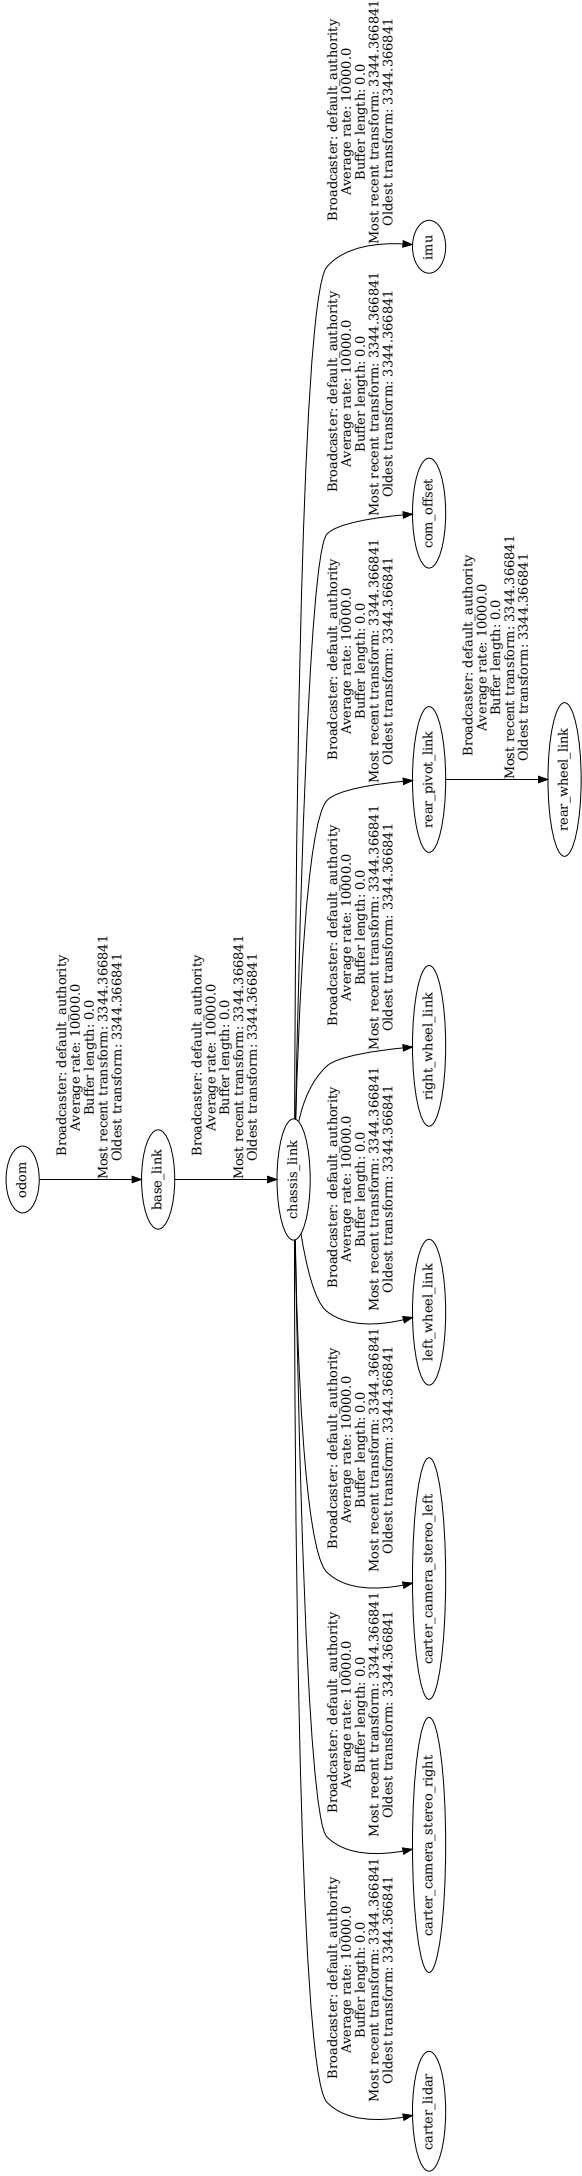 odom
Broadcaster: default_authority
Average rate: 10000.0
Buffer length: 0.0
Most recent transform: 3344.366841
Oldest transform: 3344.366841
base_link
Broadcaster: default_authority
Average rate: 10000.0
Buffer length: 0.0
Most recent transform: 3344.366841
Oldest transform: 3344.366841
chassis_link
Broadcaster: default_authority
Average rate: 10000.0
Buffer length: 0.0
Most recent transform: 3344.366841
Oldest transform: 3344.366841
carter_lidar
Broadcaster: default_authority
Average rate: 10000.0
Buffer length: 0.0
Most recent transform: 3344.366841
Oldest transform: 3344.366841
carter_camera_stereo_right
Broadcaster: default_authority
Average rate: 10000.0
Buffer length: 0.0
Most recent transform: 3344.366841
Oldest transform: 3344.366841
carter_camera_stereo_left
Broadcaster: default_authority
Average rate: 10000.0
Buffer length: 0.0
Most recent transform: 3344.366841
Oldest transform: 3344.366841
left_wheel_link
Broadcaster: default_authority
Average rate: 10000.0
Buffer length: 0.0
Most recent transform: 3344.366841
Oldest transform: 3344.366841
right_wheel_link
Broadcaster: default_authority
Average rate: 10000.0
Buffer length: 0.0
Most recent transform: 3344.366841
Oldest transform: 3344.366841
rear_pivot_link
Broadcaster: default_authority
Average rate: 10000.0
Buffer length: 0.0
Most recent transform: 3344.366841
Oldest transform: 3344.366841
com_offset
Broadcaster: default_authority
Average rate: 10000.0
Buffer length: 0.0
Most recent transform: 3344.366841
Oldest transform: 3344.366841
imu
Broadcaster: default_authority
Average rate: 10000.0
Buffer length: 0.0
Most recent transform: 3344.366841
Oldest transform: 3344.366841
rear_wheel_link